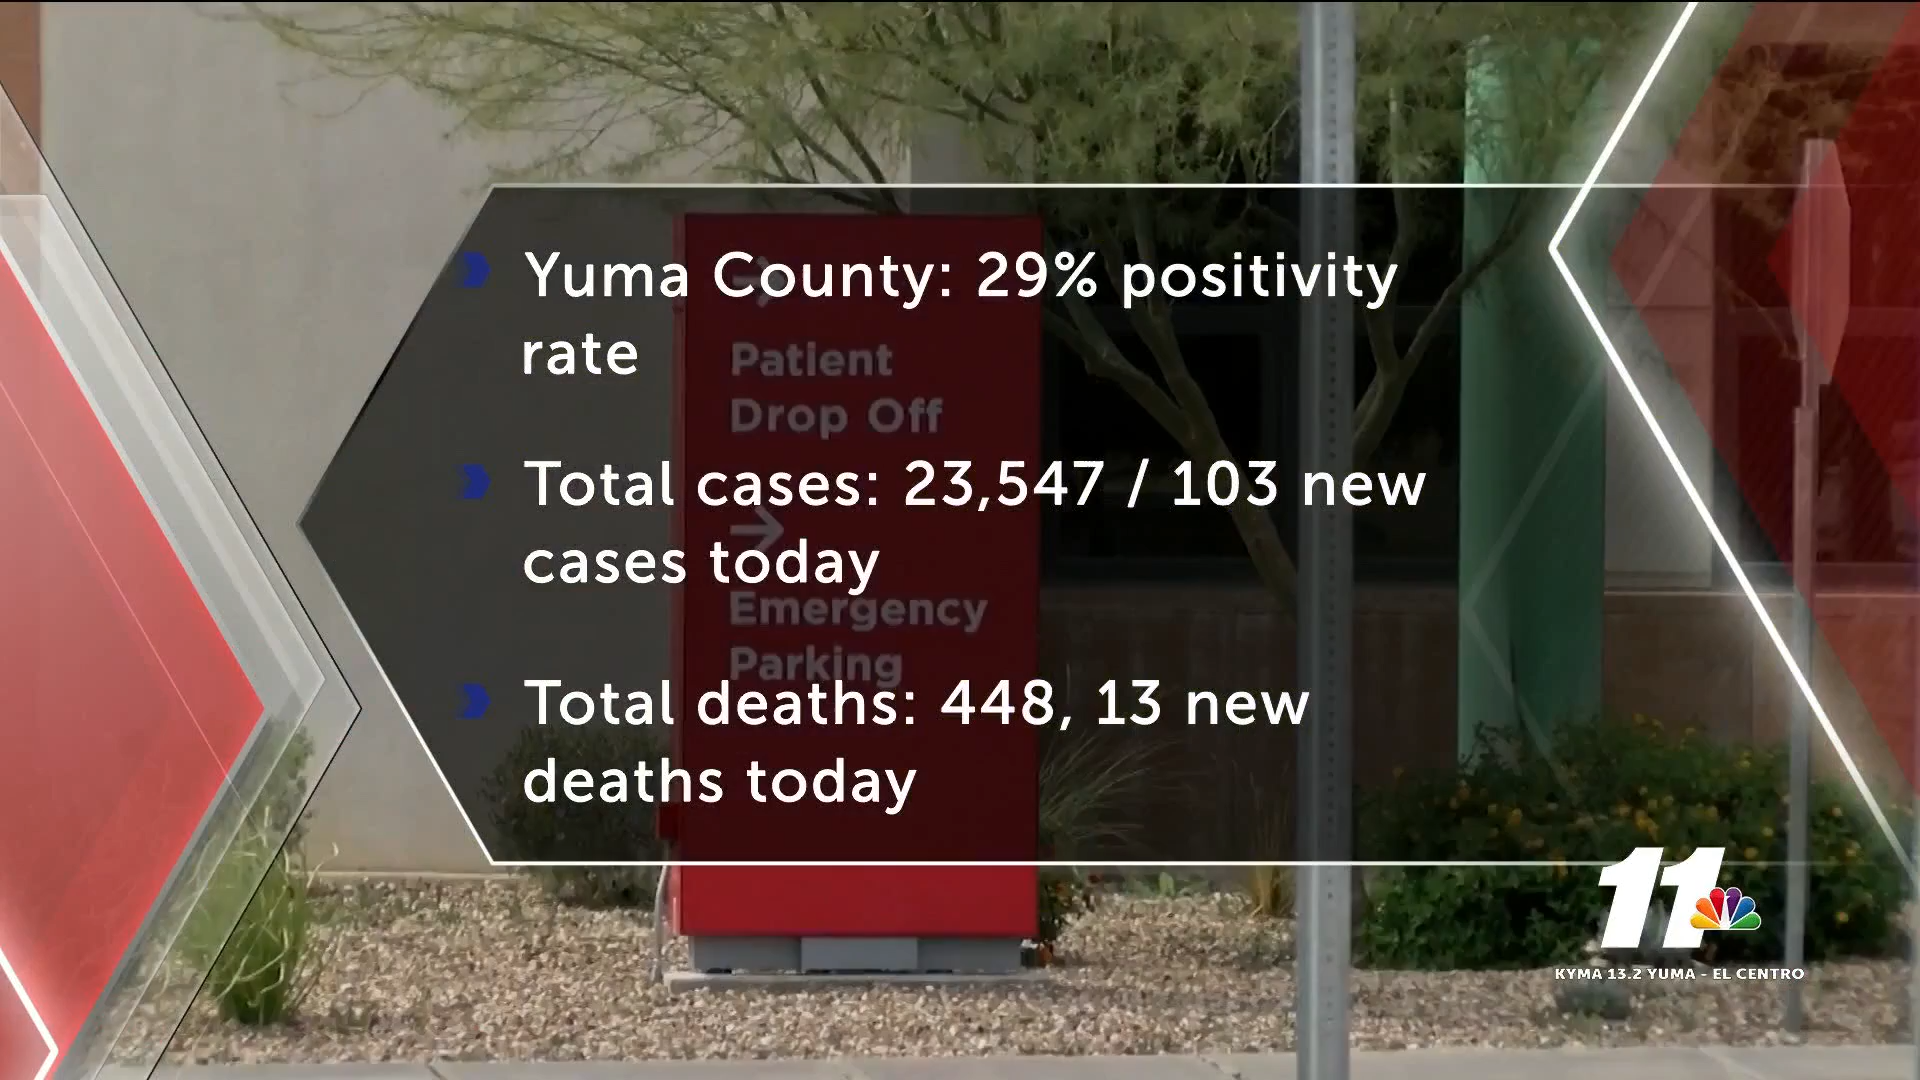 Yuma County: 29% positivity
rate
Patient
Drop Off
Total cases: 23,547 / 103 new
cases today
Emergency
Parking
Total deaths: 448, 13 new
deaths today
11
KYMA 13.2 YUMA - EL CENTRO